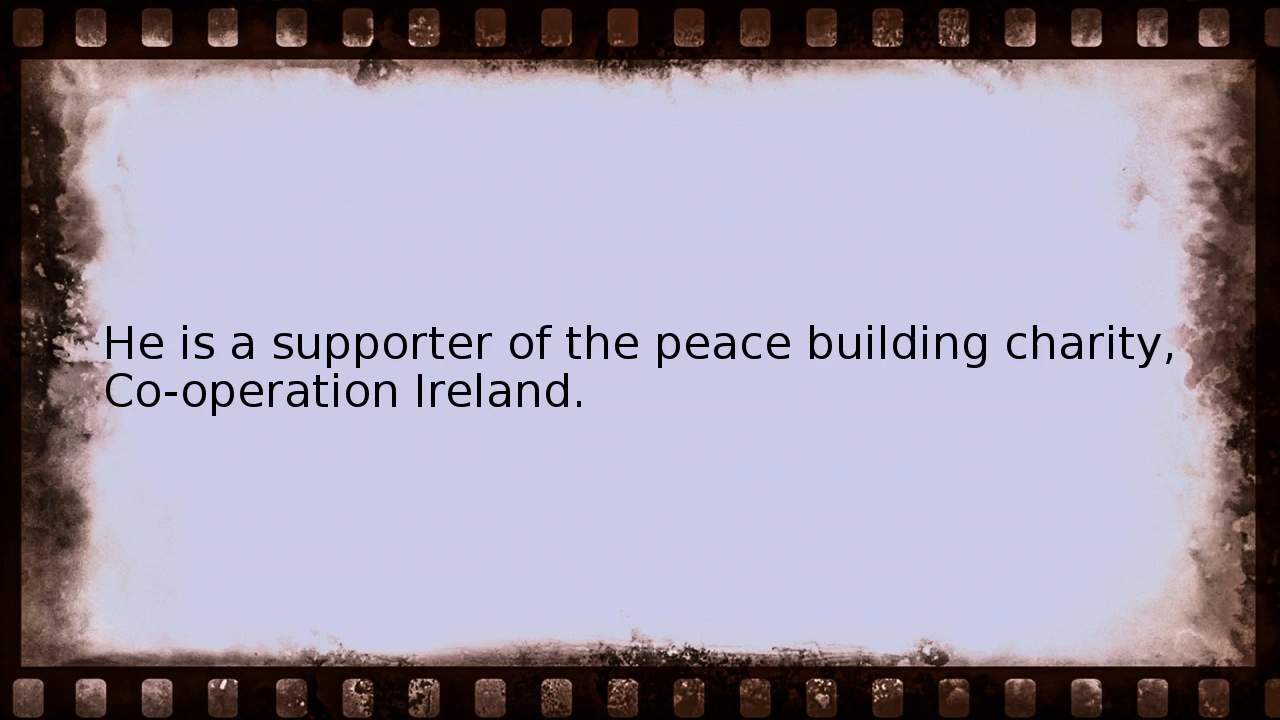 He is a supporter of the peace building charity,
Co-operation Ireland.